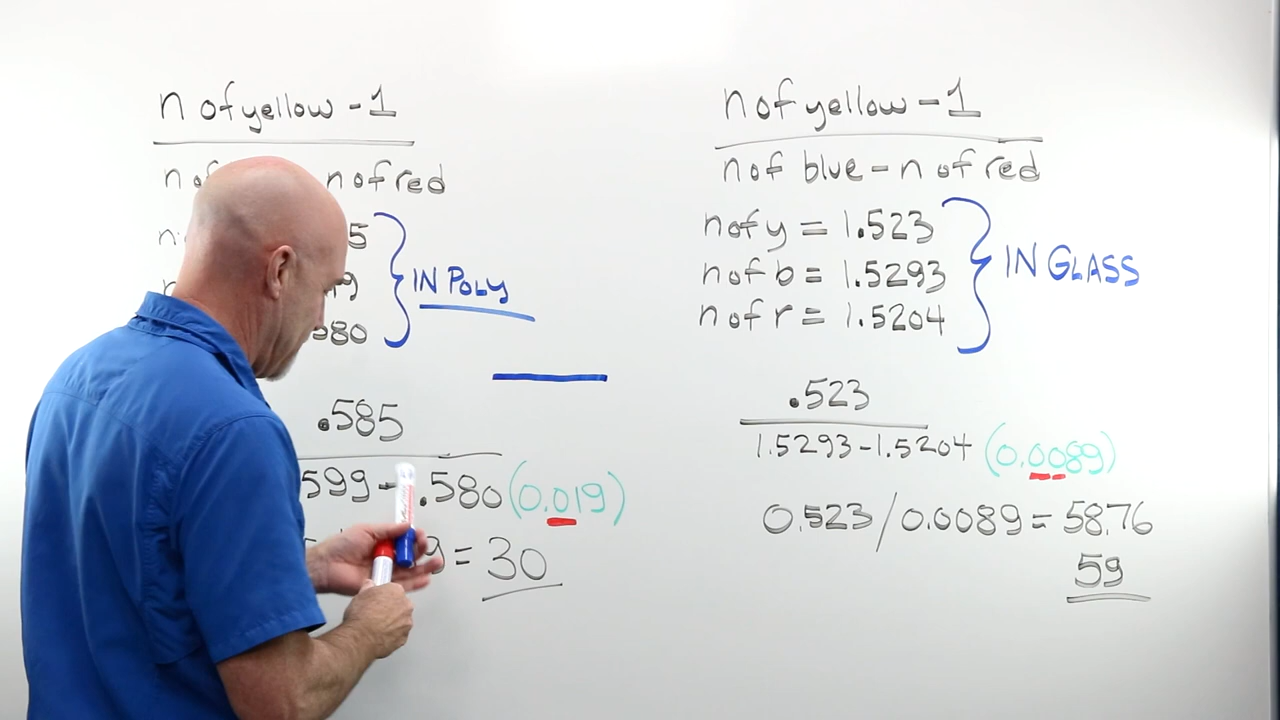 n of yellow - 1
n of red
5
9
580
} IN POLY
.585
599 - .580 (0.019)
9 = 30
n of yellow - 1
n of blue - n of red
n of y = 1.523
n of b = 1.5293
n of r = 1.5204
} IN GLASS
.523
1.5293 - 1.5204 (0.0089)
0.523 / 0.0089 = 58.76
59